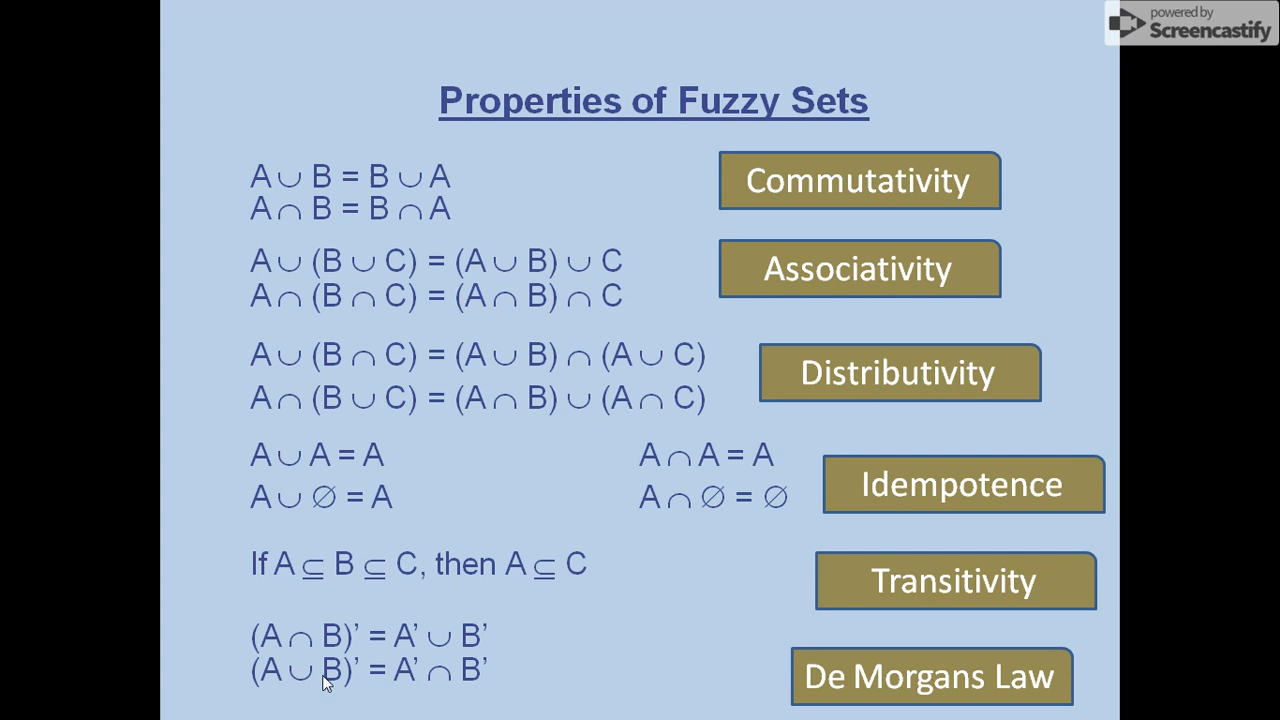 powered by
Screencastify
Properties of Fuzzy Sets
A ∪ B = B ∪ A
A ∩ B = B ∩ A
Commutativity
A ∪ (B ∪ C) = (A ∪ B) ∪ C
A ∩ (B ∩ C) = (A ∩ B) ∩ C
Associativity
A ∪ (B ∩ C) = (A ∪ B) ∩ (A ∪ C)
A ∩ (B ∪ C) = (A ∩ B) ∪ (A ∩ C)
Distributivity
A ∪ A = A
A ∩ A = A
A ∪ ∅ = A
A ∩ ∅ = ∅
Idempotence
If A ⊆ B ⊆ C, then A ⊆ C
Transitivity
(A ∩ B)’ = A’ ∪ B’
(A ∪ B)’ = A’ ∩ B’
De Morgans Law